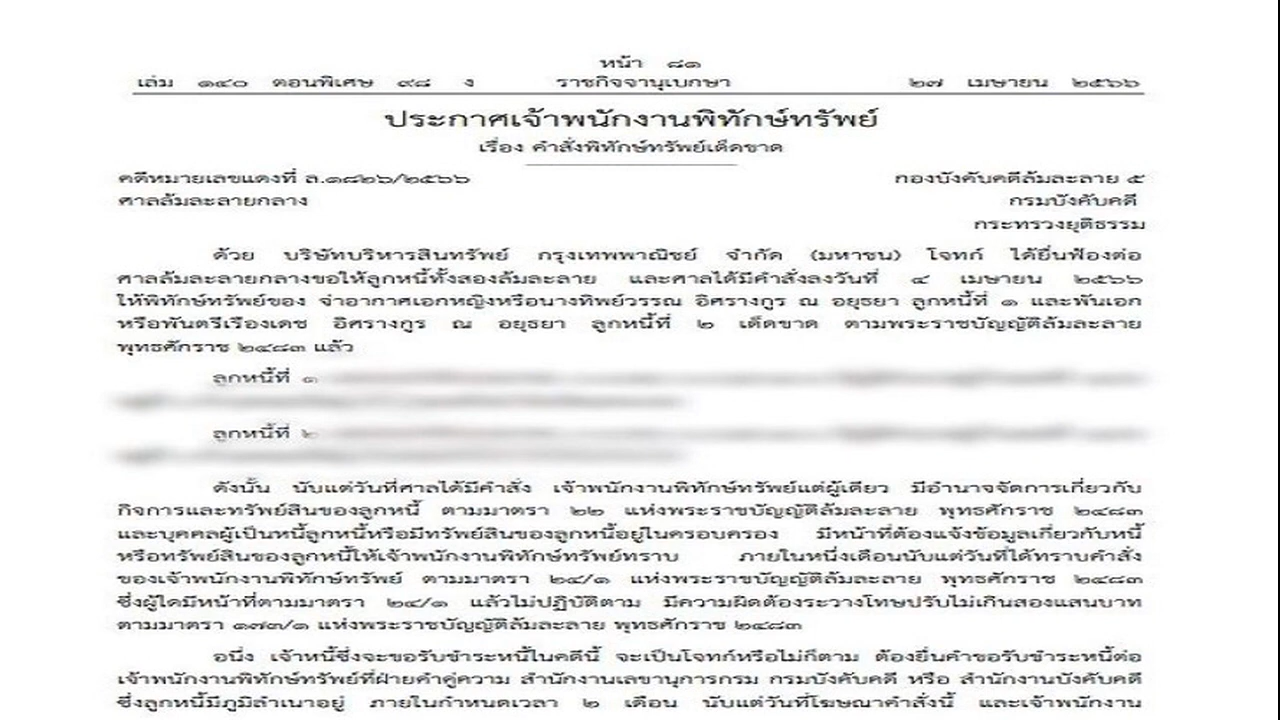 หน้า ๘๑
เล่ม ๑๔๐ ตอนพิเศษ ๙๘ ง ราชกิจจานุเบกษา ๒๗ เมษายน ๒๕๖๖
ประกาศเจ้าพนักงานพิทักษ์ทรัพย์
เรื่อง คำสั่งพิทักษ์ทรัพย์เด็ดขาด
คดีหมายเลขแดงที่ ล.๑๘๒๖/๒๕๖๖ กองบังคับคดีล้มละลาย ๕
ศาลล้มละลายกลาง กรมบังคับคดี
กระทรวงยุติธรรม
ด้วย บริษัทบริหารสินทรัพย์ กรุงเทพพาณิชย์ จำกัด (มหาชน) โจทก์ ได้ยื่นฟ้องต่อ
ศาลล้มละลายกลางขอให้ลูกหนี้ทั้งสองล้มละลาย และศาลได้มีคำสั่งลงวันที่ ๔ เมษายน ๒๕๖๖
ให้พิทักษ์ทรัพย์ของ จ่าอากาศเอกหญิงหรือนางทิพย์วรรณ อิศรางกูร ณ อยุธยา ลูกหนี้ที่ ๑ และพันเอก
หรือพันตรีเรืองเดช อิศรางกูร ณ อยุธยา ลูกหนี้ที่ ๒ เด็ดขาด ตามพระราชบัญญัติล้มละลาย
พุทธศักราช ๒๔๘๓ แล้ว
ลูกหนี้ที่ ๑
ลูกหนี้ที่ ๒
ดังนั้น นับแต่วันที่ศาลได้มีคำสั่ง เจ้าพนักงานพิทักษ์ทรัพย์แต่ผู้เดียว มีอำนาจจัดการเกี่ยวกับ
กิจการและทรัพย์สินของลูกหนี้ ตามมาตรา ๒๒ แห่งพระราชบัญญัติล้มละลาย พุทธศักราช ๒๔๘๓
และบุคคลผู้เป็นหนี้ลูกหนี้หรือมีทรัพย์สินของลูกหนี้อยู่ในครอบครอง มีหน้าที่ต้องแจ้งข้อมูลเกี่ยวกับหนี้
หรือทรัพย์สินของลูกหนี้ให้เจ้าพนักงานพิทักษ์ทรัพย์ทราบ ภายในหนึ่งเดือนนับแต่วันที่ได้ทราบคำสั่ง
ของเจ้าพนักงานพิทักษ์ทรัพย์ ตามมาตรา ๒๔/๑ แห่งพระราชบัญญัติล้มละลาย พุทธศักราช ๒๔๘๓
ซึ่งผู้ใดมีหน้าที่ตามมาตรา ๒๔/๑ แล้วไม่ปฏิบัติตาม มีความผิดต้องระวางโทษปรับไม่เกินสองแสนบาท
ตามมาตรา ๑๗๓/๑ แห่งพระราชบัญญัติล้มละลาย พุทธศักราช ๒๔๘๓
อนึ่ง เจ้าหนี้ซึ่งจะขอรับชำระหนี้ในคดีนี้ จะเป็นโจทก์หรือไม่ก็ตาม ต้องยื่นคำขอรับชำระหนี้ต่อ
เจ้าพนักงานพิทักษ์ทรัพย์ที่ฝ่ายคำคู่ความ สำนักงานเลขานุการกรม กรมบังคับคดี หรือ สำนักงานบังคับคดี
ซึ่งลูกหนี้มีภูมิลำเนาอยู่ ภายในกำหนดเวลา ๒ เดือน นับแต่วันที่โฆษณาคำสั่งนี้ และเจ้าพนักงาน